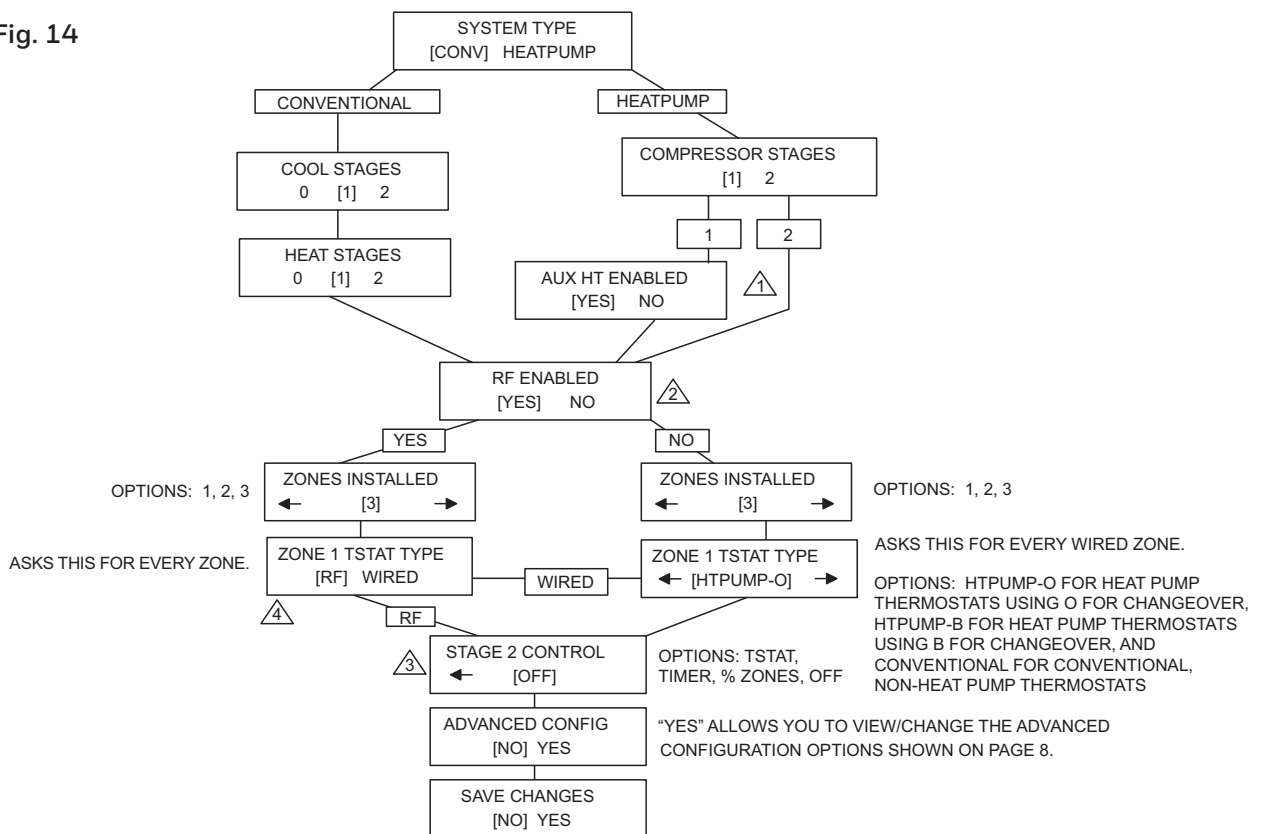 Fig. 14
SYSTEM TYPE
[CONV] HEATPUMP
CONVENTIONAL
HEATPUMP
COOL STAGES
0 [1] 2
COMPRESSOR STAGES
[1] 2
1
2
HEAT STAGES
0 [1] 2
AUX HT ENABLED
[YES] NO
1
RF ENABLED
[YES] NO
2
YES
NO
OPTIONS: 1, 2, 3
ZONES INSTALLED
← [3] →
ZONES INSTALLED
← [3] →
OPTIONS: 1, 2, 3
ASKS THIS FOR EVERY ZONE.
ZONE 1 TSTAT TYPE
[RF] WIRED
WIRED
ZONE 1 TSTAT TYPE
← [HTPUMP-O] →
ASKS THIS FOR EVERY WIRED ZONE.
OPTIONS: HTPUMP-O FOR HEAT PUMP
THERMOSTATS USING O FOR CHANGEOVER,
HTPUMP-B FOR HEAT PUMP THERMOSTATS
USING B FOR CHANGEOVER, AND
CONVENTIONAL FOR CONVENTIONAL,
NON-HEAT PUMP THERMOSTATS
4
RF
3
STAGE 2 CONTROL
← [OFF]
OPTIONS: TSTAT,
TIMER, % ZONES, OFF
ADVANCED CONFIG
[NO] YES
“YES” ALLOWS YOU TO VIEW/CHANGE THE ADVANCED
CONFIGURATION OPTIONS SHOWN ON PAGE 8.
SAVE CHANGES
[NO] YES